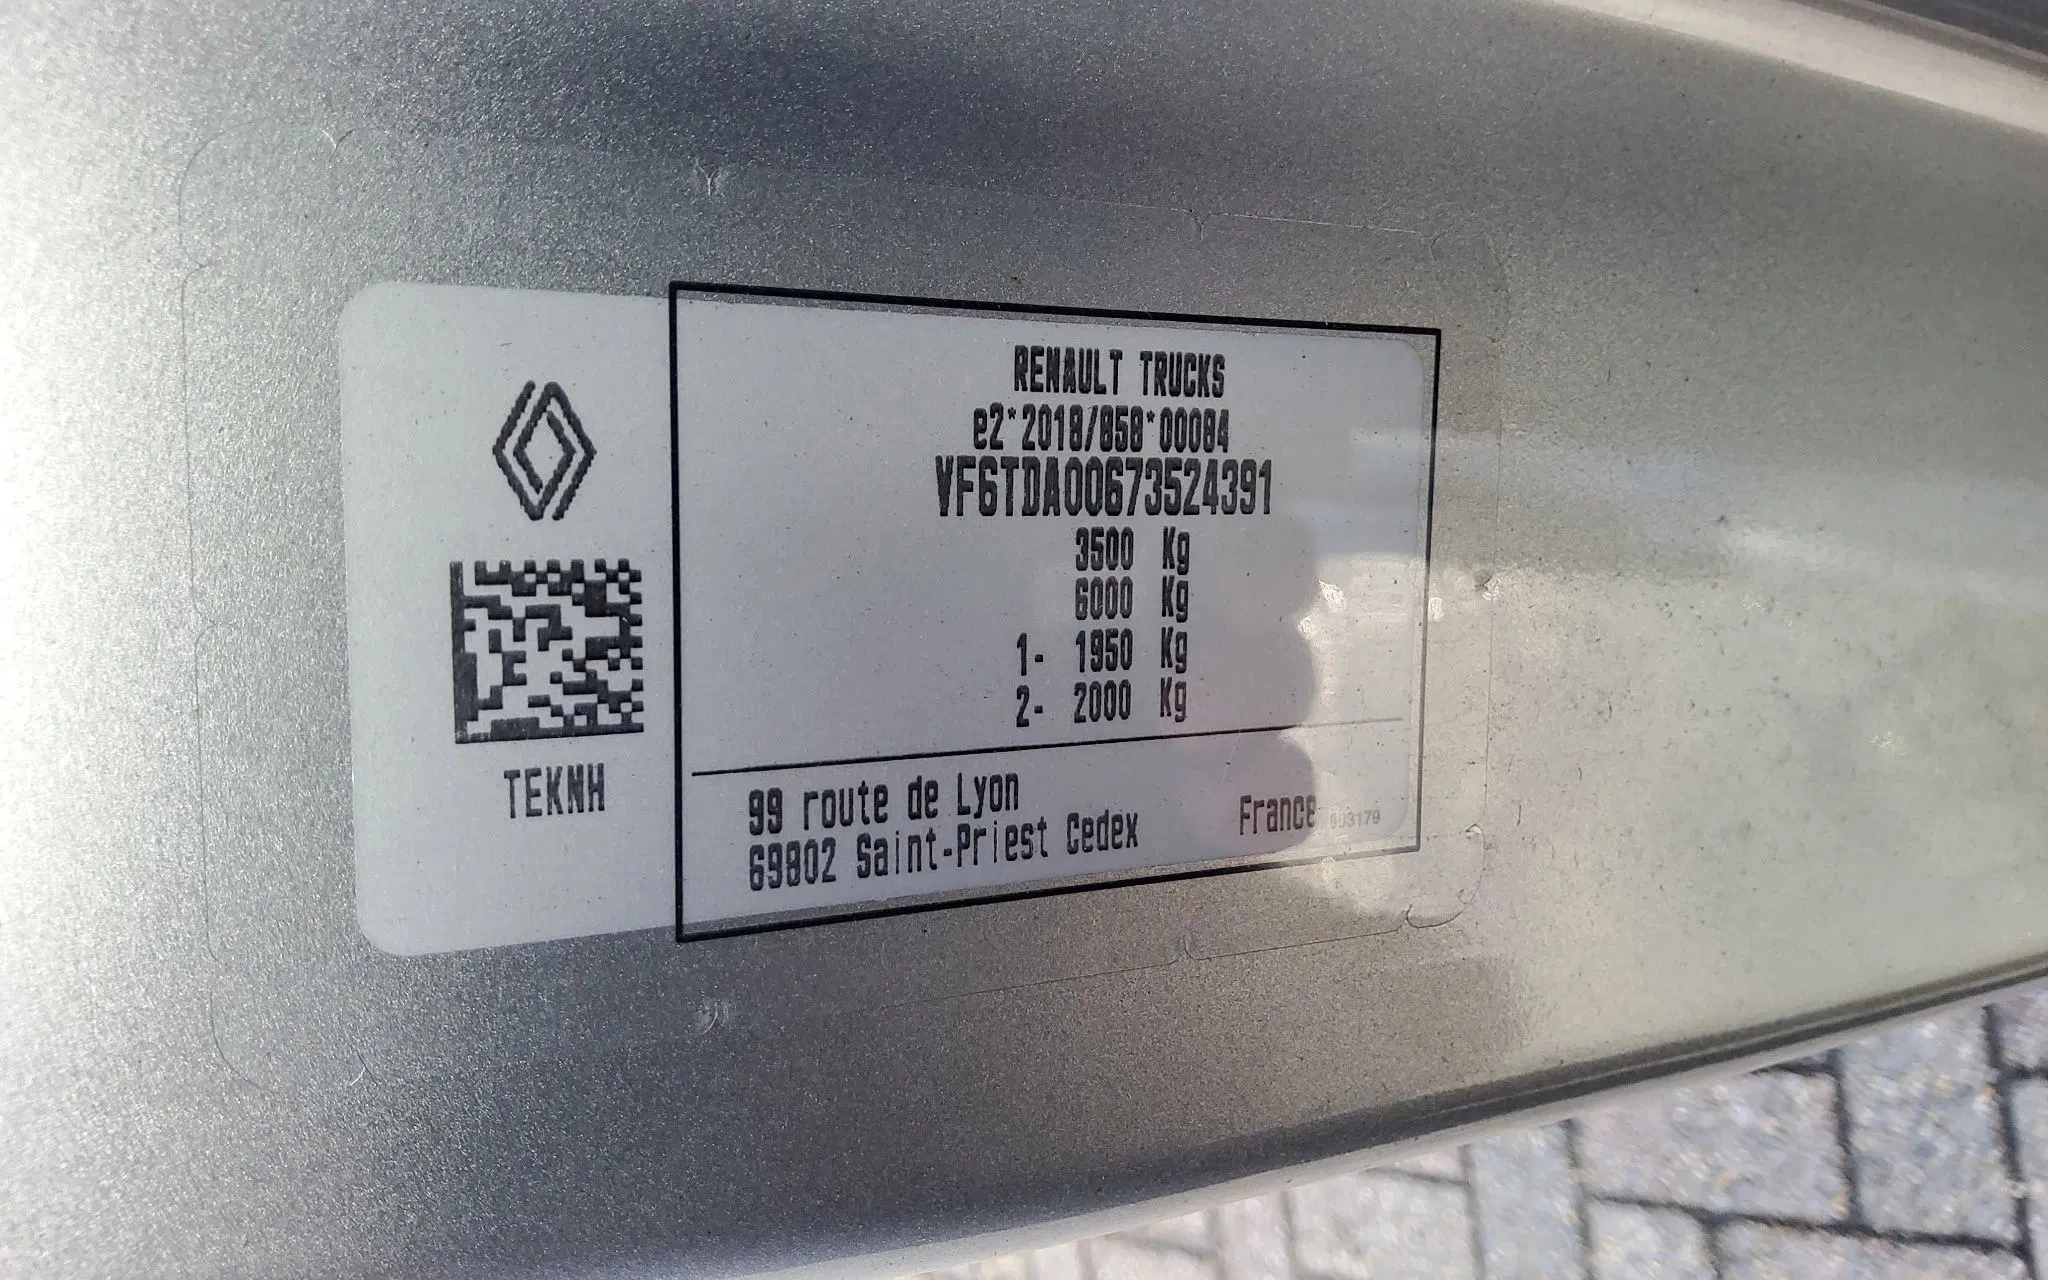 RENAULT TRUCKS
e2*2018/858*00084
VF6TDA00673524391
3500 Kg
6000 Kg
1- 1950 Kg
2- 2000 Kg
TEKNH
99 route de Lyon
69802 Saint-Priest Cedex France